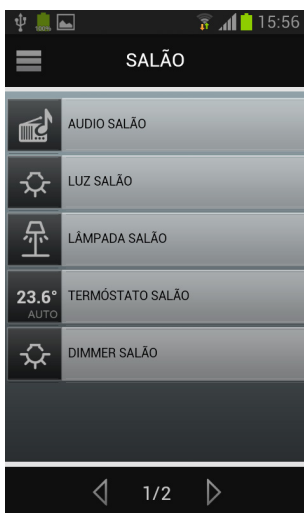 15:56
SALÃO
AUDIO SALÃO
LUZ SALÃO
LÂMPADA SALÃO
23.6° TERMÓSTATO SALÃO
AUTO
DIMMER SALÃO
1/2